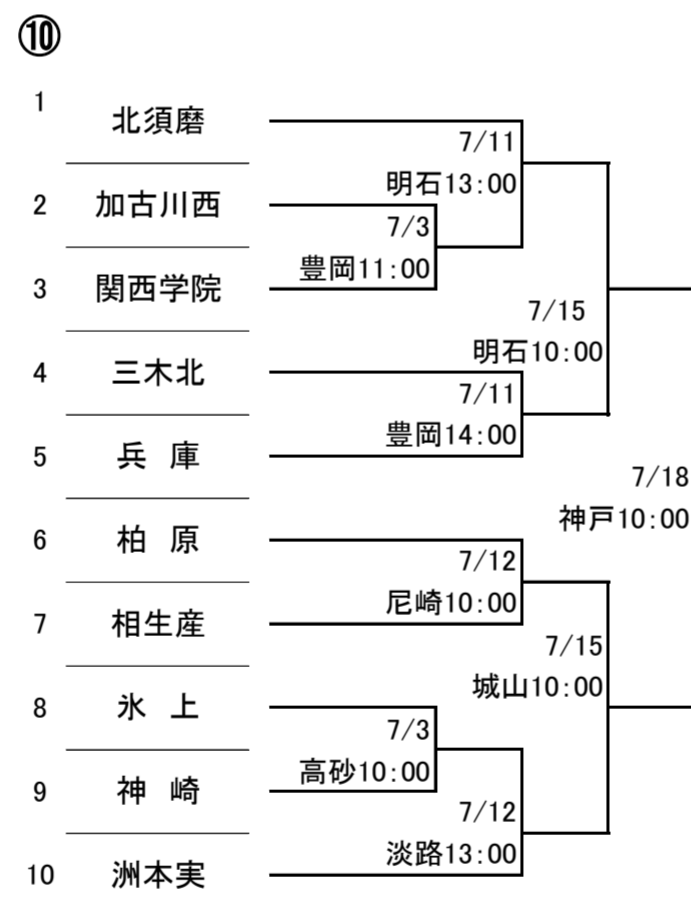 ⑩
1 北須磨
7/11
明石13:00
2 加古川西
7/3
豊岡11:00
3 関西学院
7/15
明石10:00
4 三木北
7/11
豊岡14:00
5 兵 庫
7/18
神戸10:00
6 柏 原
7/12
尼崎10:00
7 相生産
7/15
城山10:00
8 氷 上
7/3
高砂10:00
9 神 崎
7/12
淡路13:00
10 洲本実